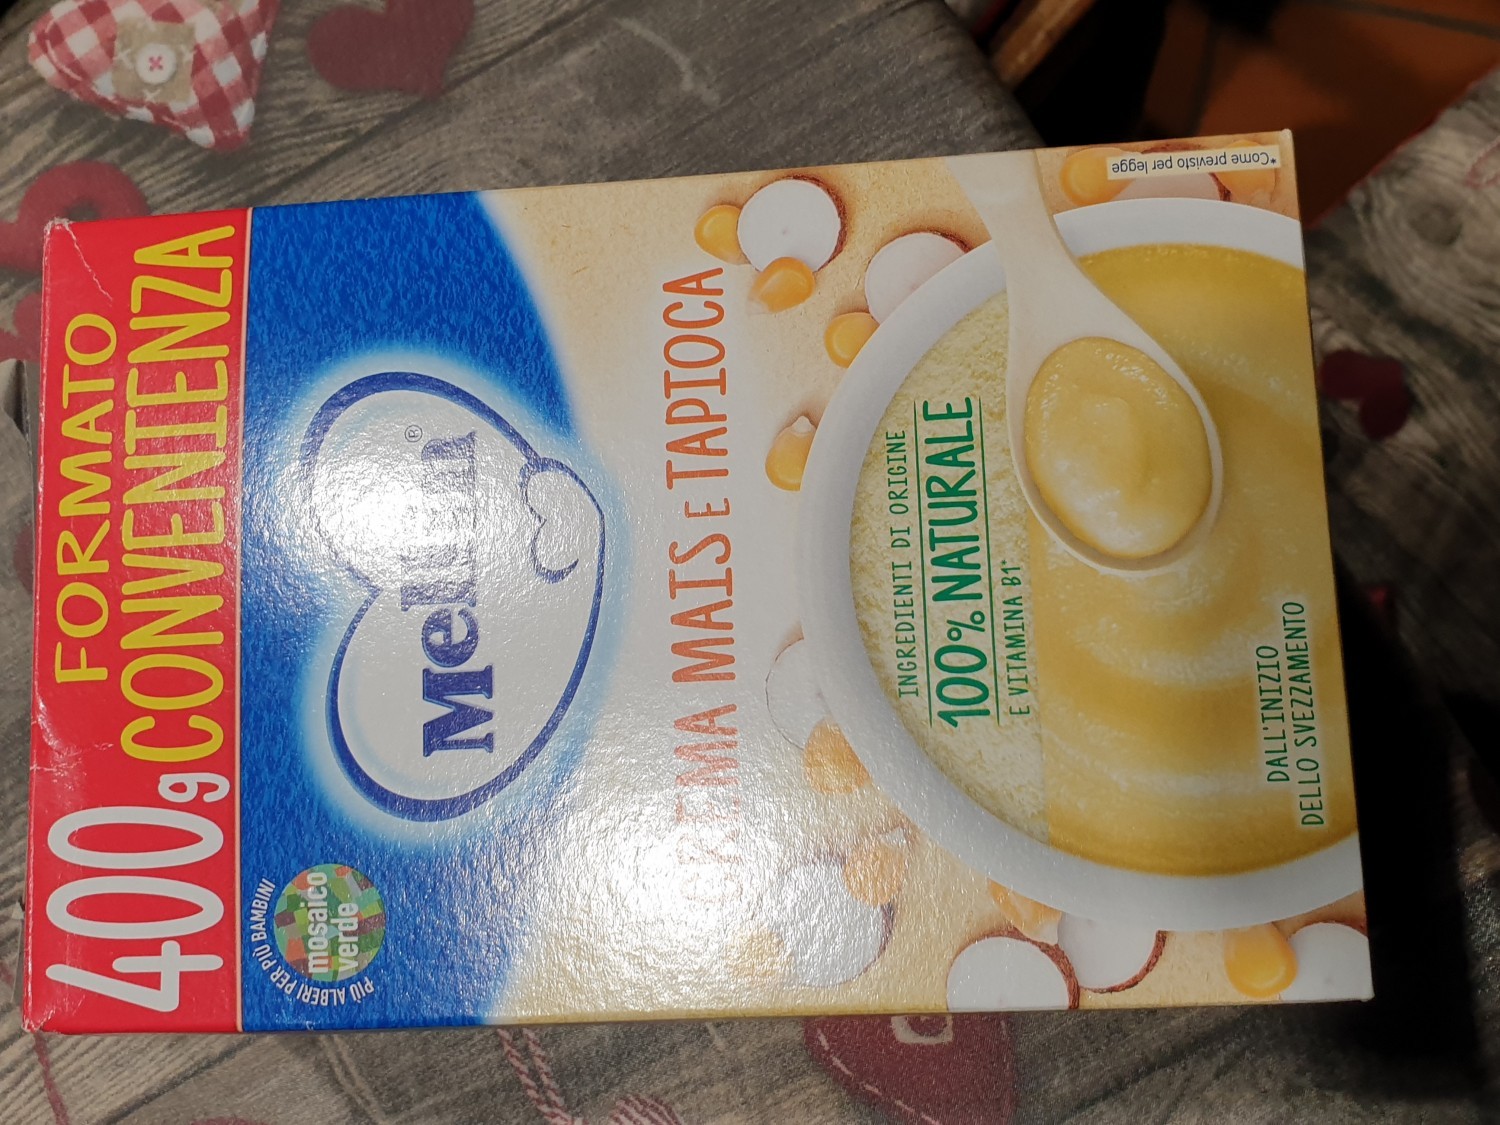 FORMATO
400g CONVENIENZA
Mellin®
PIÙ ALBERI PER PIÙ BAMBINI
mosaico
verde
CREMA MAIS E TAPIOCA
INGREDIENTI DI ORIGINE
100% NATURALE
E VITAMINA B1*
DALL'INIZIO
DELLO SVEZZAMENTO
*Come previsto per legge